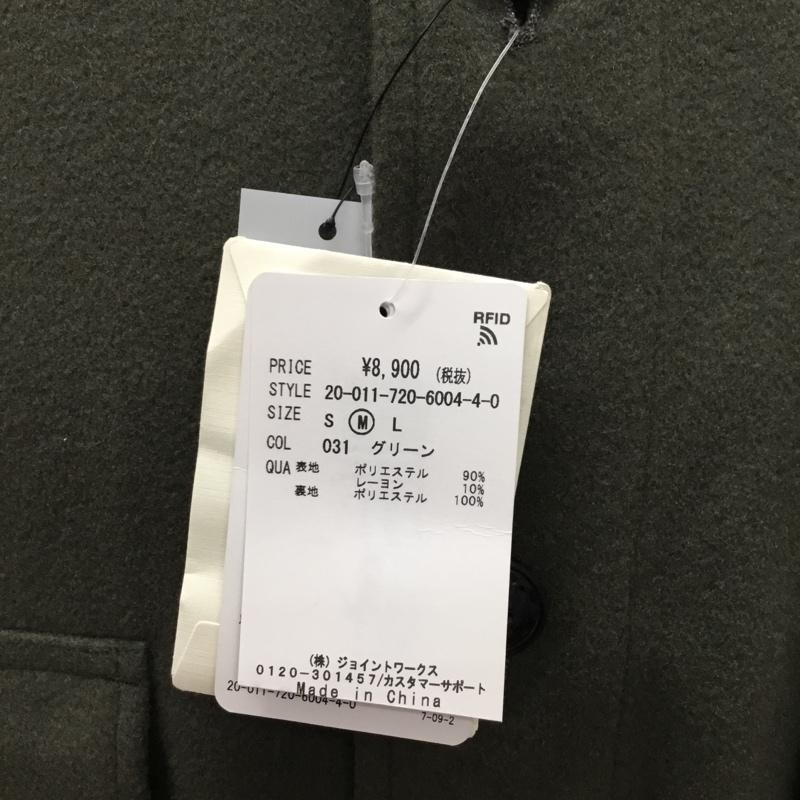 RFID
PRICE ¥8,900 (税抜)
STYLE 20-011-720-6004-4-0
SIZE S Ⓜ L
COL 031 グリーン
QUA 表地 ポリエステル 90%
レーヨン 10%
裏地 ポリエステル 100%
(株) ジョイントワークス
0120-301457/カスタマーサポート
Made in China
20-011-720-6004-4-0
7-09-2